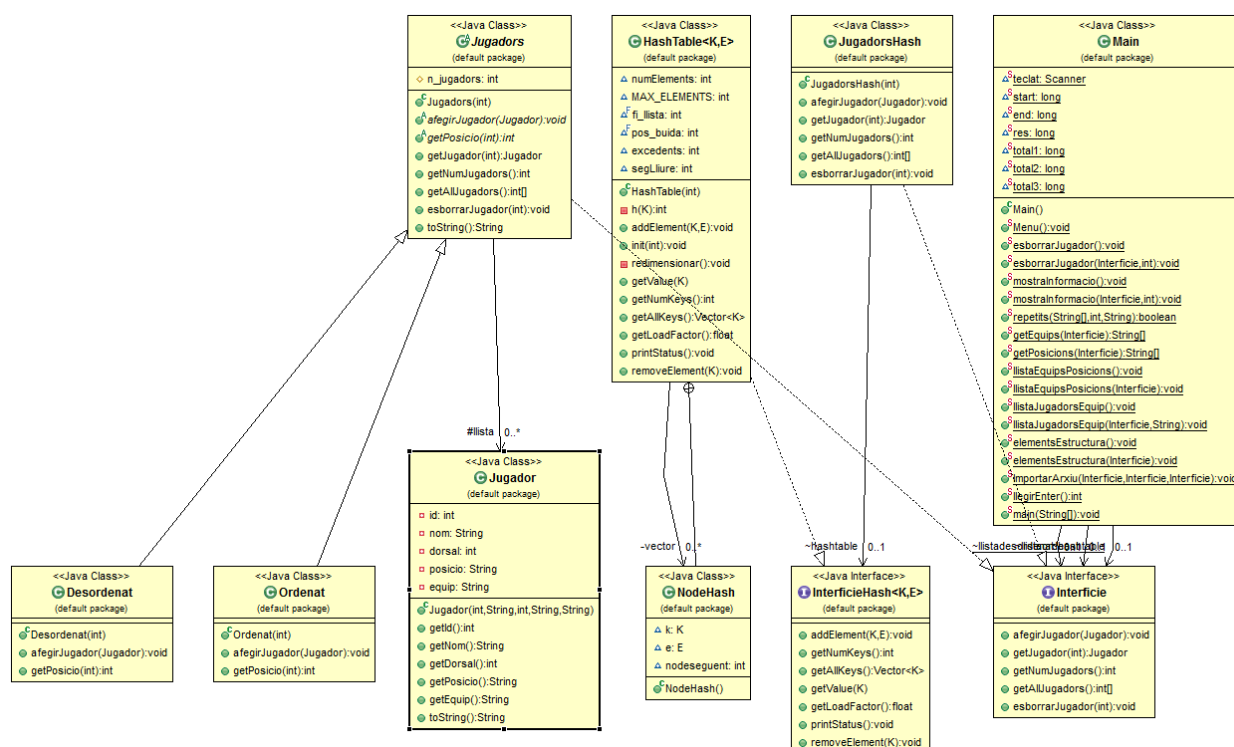 <<Java Class>>
Jugadors
(default package)
n_jugadors: int
Jugadors(int)
afegirJugador(Jugador):void
getPosicio(int):int
getJugador(int):Jugador
getNumJugadors():int
getAllJugadors():int[]
esborrarJugador(int):void
toString():String
<<Java Class>>
HashTable<K,E>
(default package)
numElements: int
MAX_ELEMENTS: int
fi_llista: int
pos_buida: int
excedents: int
segLliure: int
HashTable(int)
h(K):int
addElement(K,E):void
init(int):void
redimensionar():void
getValue(K)
getNumKeys():int
getAllKeys():Vector<K>
getLoadFactor():float
printStatus():void
removeElement(K):void
<<Java Class>>
JugadorsHash
(default package)
JugadorsHash(int)
afegirJugador(Jugador):void
getJugador(int):Jugador
getNumJugadors():int
getAllJugadors():int[]
esborrarJugador(int):void
<<Java Class>>
Main
(default package)
teclat: Scanner
start: long
end: long
res: long
total1: long
total2: long
total3: long
Main()
Menu():void
esborrarJugador():void
esborrarJugador(Interficie,int):void
mostraInformacio():void
mostraInformacio(Interficie,int):void
repetits(String[],int,String):boolean
getEquips(Interficie):String[]
getPosicions(Interficie):String[]
llistaEquipsPosicions():void
llistaEquipsPosicions(Interficie):void
llistaJugadorsEquip():void
llistaJugadorsEquip(Interficie,String):void
elementsEstructura():void
elementsEstructura(Interficie):void
importarArxiu(Interficie,Interficie,Interficie):void
llegirEnter():int
main(String[]):void
#llista 0..*
-vector 0..*
~hashtable 0..1
0..1
<<Java Class>>
Jugador
(default package)
id: int
nom: String
dorsal: int
posicio: String
equip: String
Jugador(int,String,int,String,String)
getId():int
getNom():String
getDorsal():int
getPosicio():String
getEquip():String
toString():String
<<Java Class>>
Desordenat
(default package)
Desordenat(int)
afegirJugador(Jugador):void
getPosicio(int):int
<<Java Class>>
Ordenat
(default package)
Ordenat(int)
afegirJugador(Jugador):void
getPosicio(int):int
<<Java Class>>
NodeHash
(default package)
k: K
e: E
nodeseguent: int
NodeHash()
<<Java Interface>>
InterficieHash<K,E>
(default package)
addElement(K,E):void
getNumKeys():int
getAllKeys():Vector<K>
getValue(K)
getLoadFactor():float
printStatus():void
removeElement(K):void
<<Java Interface>>
Interficie
(default package)
afegirJugador(Jugador):void
getJugador(int):Jugador
getNumJugadors():int
getAllJugadors():int[]
esborrarJugador(int):void